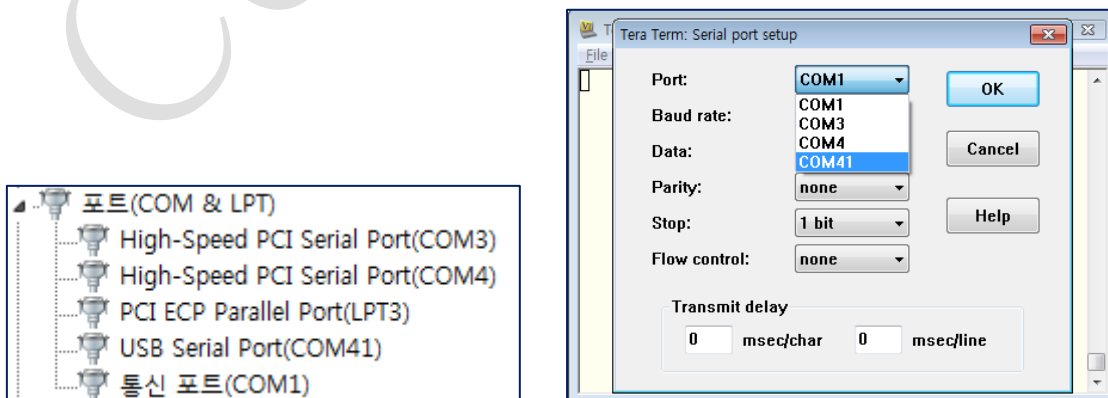 포트(COM & LPT)
High-Speed PCI Serial Port(COM3)
High-Speed PCI Serial Port(COM4)
PCI ECP Parallel Port(LPT3)
USB Serial Port(COM41)
통신 포트(COM1)
Tera Term: Serial port setup
File
Port: COM1 OK
COM1
Baud rate: COM3
COM4
Data: COM41 Cancel
Parity: none
Stop: 1 bit Help
Flow control: none
Transmit delay
0 msec/char 0 msec/line